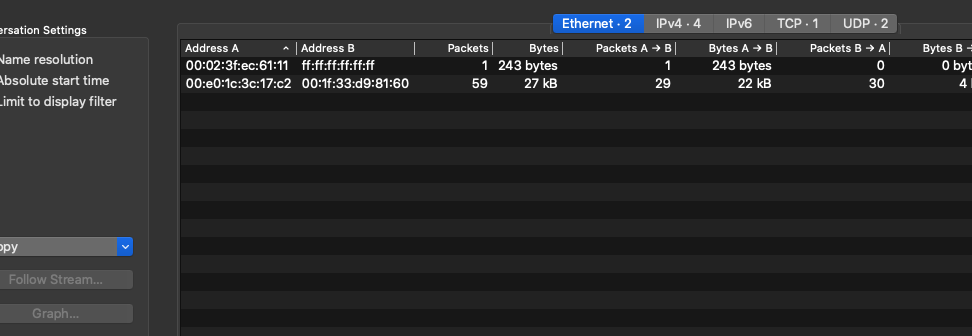 ersation Settings
Name resolution
Absolute start time
Limit to display filter
opy
Follow Stream...
Graph...
Ethernet · 2 IPv4 · 4 IPv6 TCP · 1 UDP · 2
Address A Address B Packets Bytes Packets A → B Bytes A → B Packets B → A Bytes B →
00:02:3f:ec:61:11 ff:ff:ff:ff:ff:ff 1 243 bytes 1 243 bytes 0 0 byt
00:e0:1c:3c:17:c2 00:1f:33:d9:81:60 59 27 kB 29 22 kB 30 4